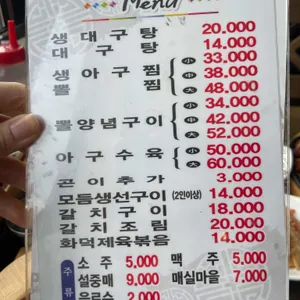 Menu
생대구탕 20.000
대구탕 14.000
생아구찜 小 33.000
中 38.000
뽈찜 大 48.000
小 34.000
뽈양념구이 中 42.000
大 52.000
아구수육 小 50.000
大 60.000
곤이추가 3.000
모듬생선구이 (2인이상) 14.000
갈치구이 18.000
갈치조림 20.000
화덕제육볶음 14.000
주류
소주 5.000 맥주 5.000
설중매 9.000 매실마을 7.000
음료수 2.000